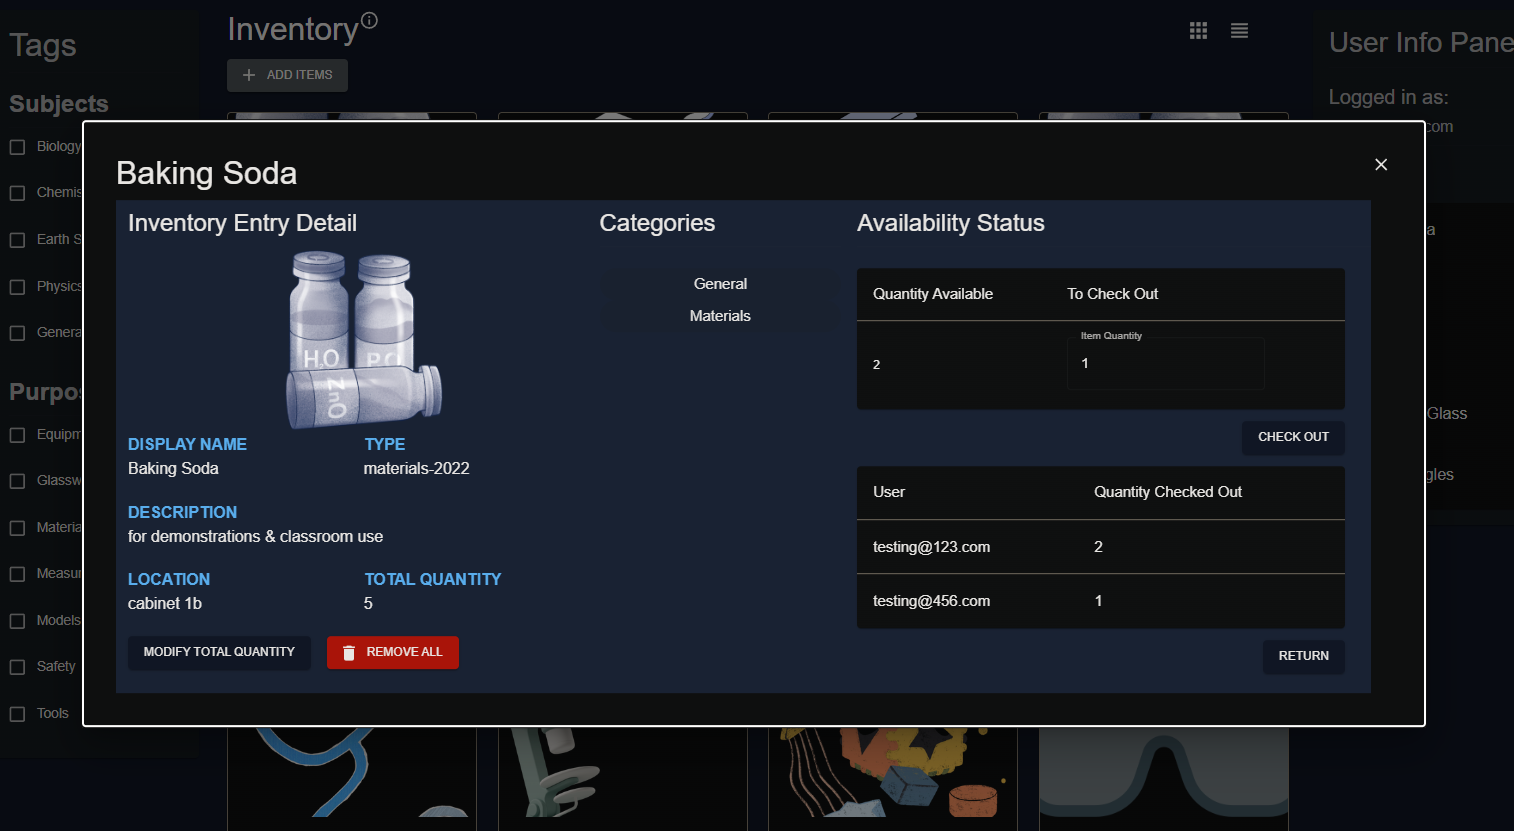 Tags
Subjects
Biology
Chemis
Earth S
Physics
Genera
Purpos
Equipm
Glassw
Materia
Measur
Models
Safety
Tools
Inventory
+ ADD ITEMS
User Info Pane
Logged in as:
com
a
Glass
gles
Baking Soda
Inventory Entry Detail
H₂O
ZnO
DISPLAY NAME TYPE
Baking Soda materials-2022
DESCRIPTION
for demonstrations & classroom use
LOCATION TOTAL QUANTITY
cabinet 1b 5
MODIFY TOTAL QUANTITY REMOVE ALL
Categories
General
Materials
Availability Status
Quantity Available To Check Out
Item Quantity
2 1
CHECK OUT
User Quantity Checked Out
testing@123.com 2
testing@456.com 1
RETURN